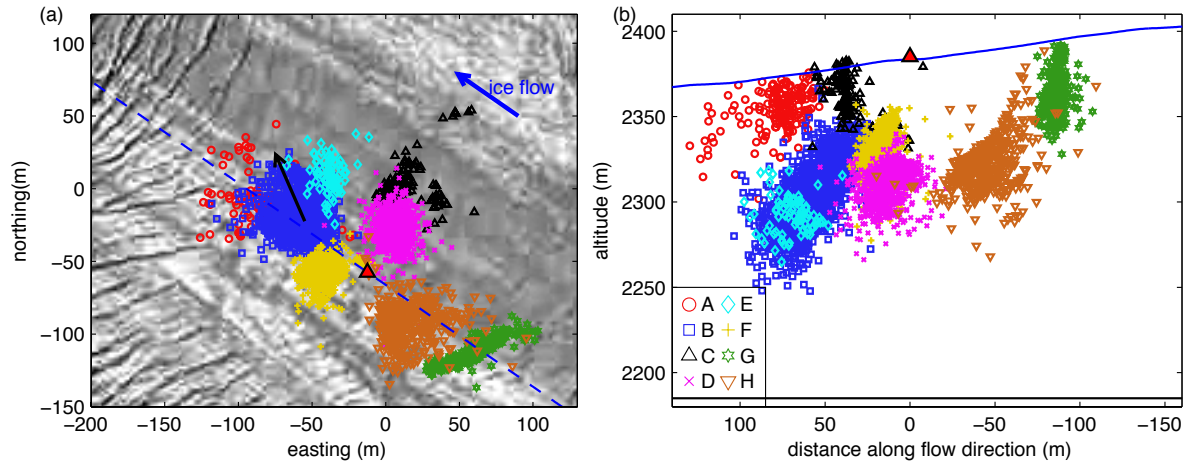 (a)
(b)
ice flow
100
50
0
−50
−100
−150
northing(m)
−200
−150
−100
−50
0
50
100
easting (m)
2400
2350
2300
2250
2200
altitude (m)
A
E
B
F
C
G
D
H
100
50
0
−50
−100
−150
distance along flow direction (m)